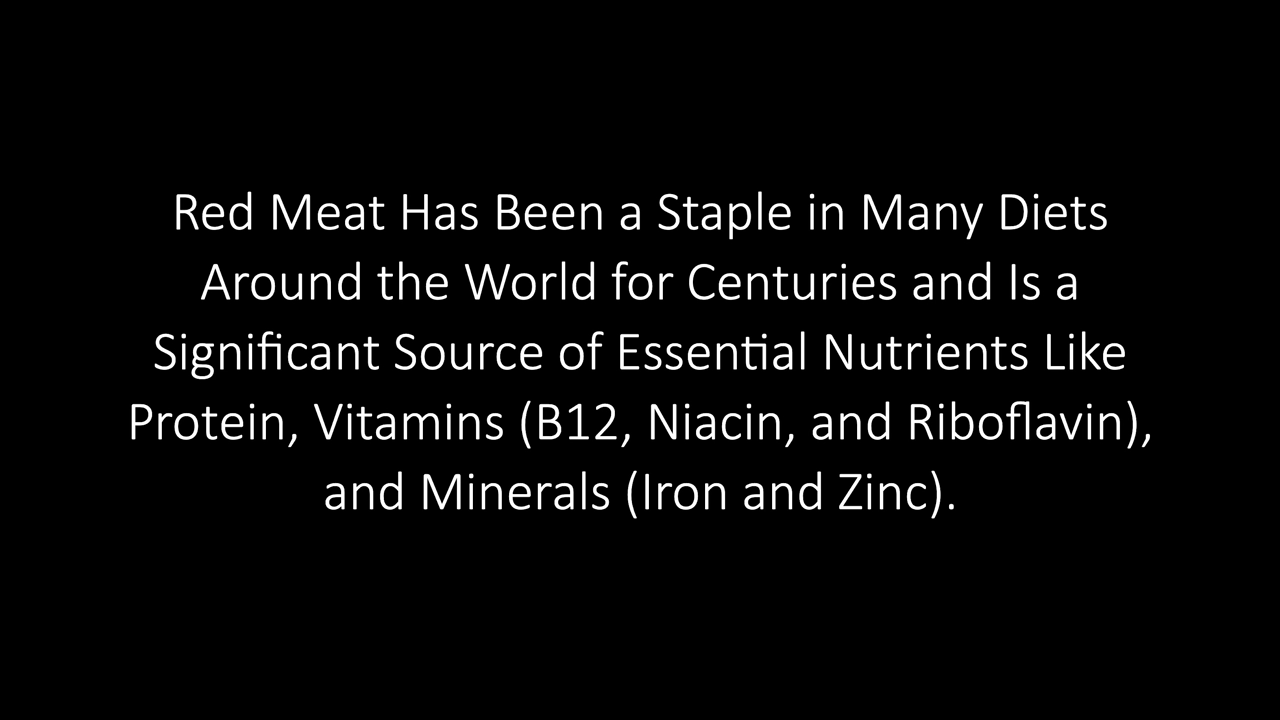 Red Meat Has Been a Staple in Many Diets
Around the World for Centuries and Is a
Significant Source of Essential Nutrients Like
Protein, Vitamins (B12, Niacin, and Riboflavin),
and Minerals (Iron and Zinc).